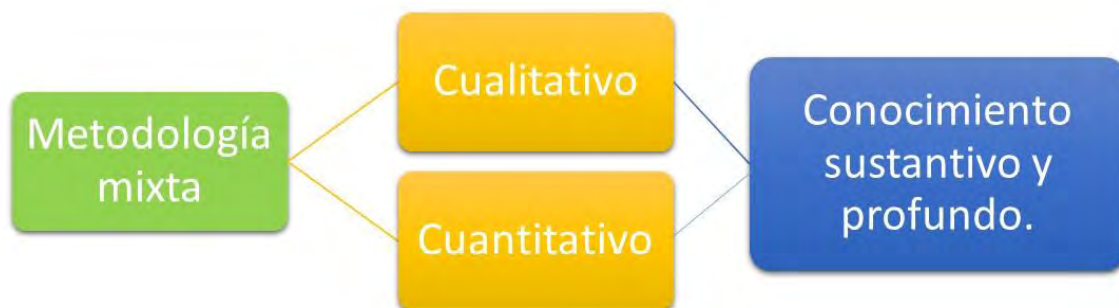 Metodología
mixta
Cualitativo
Cuantitativo
Conocimiento
sustantivo y
profundo.